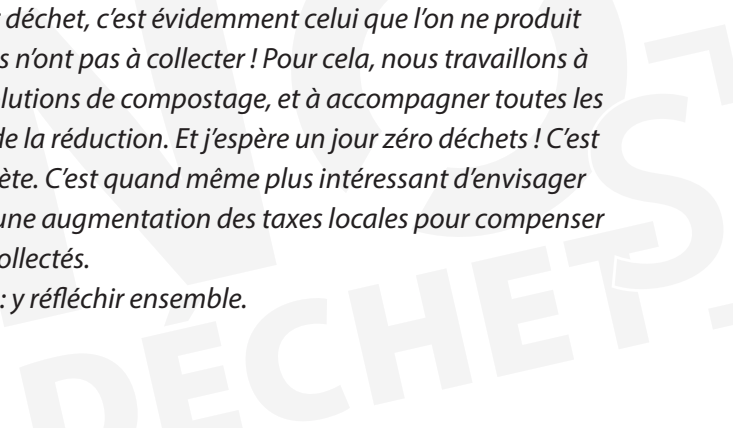 déchet, c'est évidemment celui que l'on ne produit
s n'ont pas à collecter ! Pour cela, nous travaillons à
lutions de compostage, et à accompagner toutes les
de la réduction. Et j'espère un jour zéro déchets ! C'est
ète. C'est quand même plus intéressant d'envisager
une augmentation des taxes locales pour compenser
ollectés.
: y réfléchir ensemble.
NO S
DÉCHET